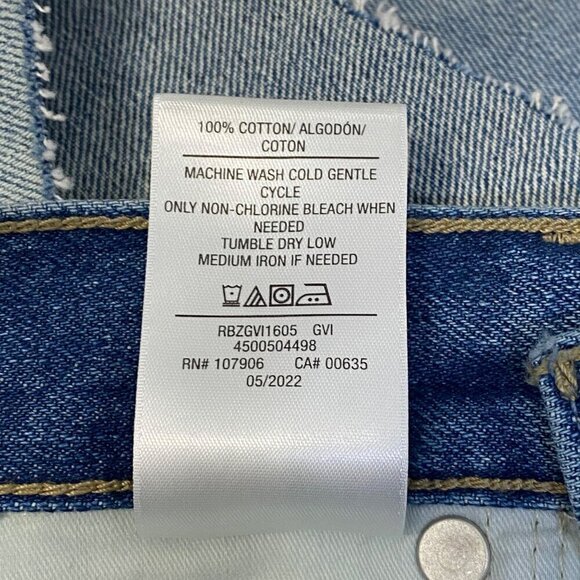 100% COTTON/ ALGODÓN/
COTON
MACHINE WASH COLD GENTLE
CYCLE
ONLY NON-CHLORINE BLEACH WHEN
NEEDED
TUMBLE DRY LOW
MEDIUM IRON IF NEEDED
RBZGVI1605 GVI
4500504498
RN# 107906 CA# 00635
05/2022